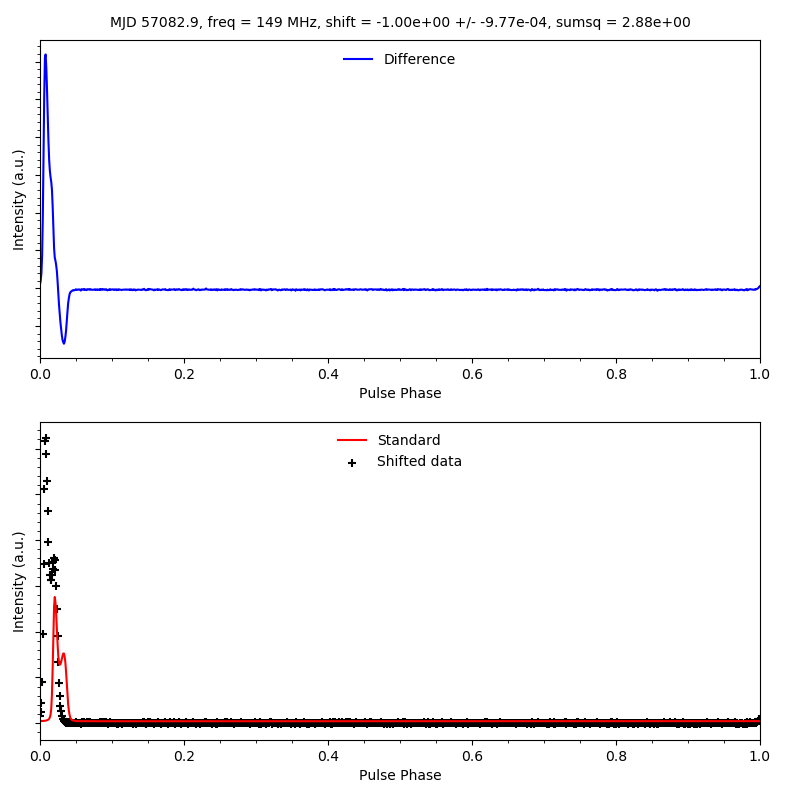 MJD 57082.9, freq = 149 MHz, shift = -1.00e+00 +/- -9.77e-04, sumsq = 2.88e+00
Difference
Intensity (a.u.)
0.0 0.2 0.4 0.6 0.8 1.0
Pulse Phase
Standard
Shifted data
Intensity (a.u.)
0.0 0.2 0.4 0.6 0.8 1.0
Pulse Phase